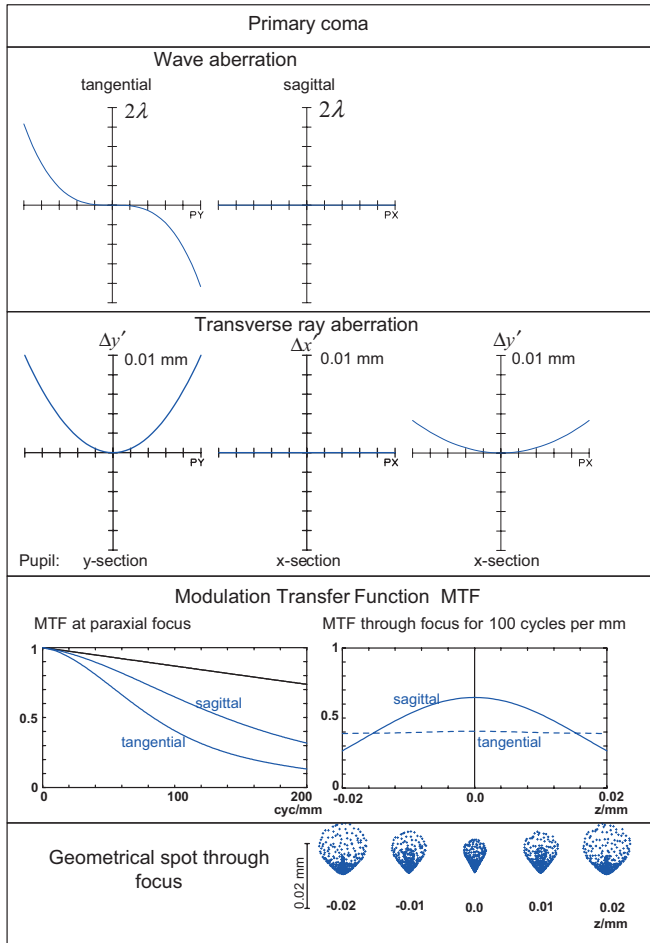 Primary coma
Wave aberration
tangential sagittal
2λ 2λ
PY PX
Transverse ray aberration
Δy′ Δx′ Δy′
0.01 mm 0.01 mm 0.01 mm
PY PX PX
Pupil: y-section x-section x-section
Modulation Transfer Function MTF
MTF at paraxial focus MTF through focus for 100 cycles per mm
1 1
sagittal sagittal
0.5 0.5
tangential tangential
0 0
0 100 200 -0.02 0.0 0.02
cyc/mm z/mm
Geometrical spot through
focus
0.02 mm
-0.02 -0.01 0.0 0.01 0.02
z/mm